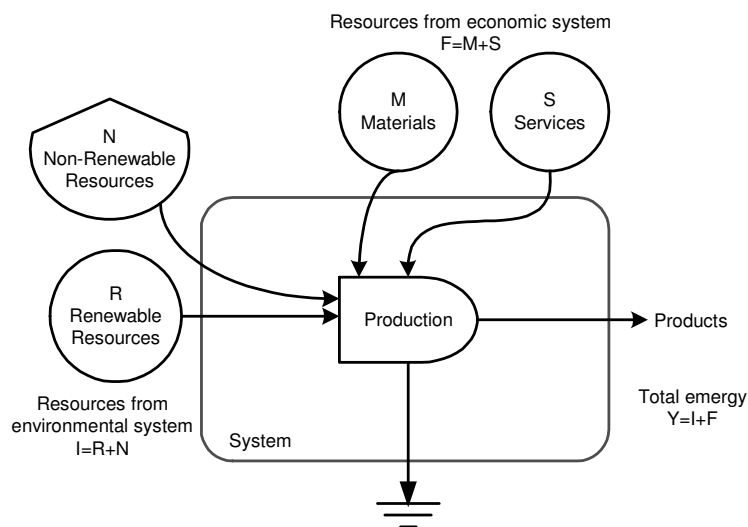 Resources from economic system
F=M+S
M
Materials
S
Services
N
Non-Renewable
Resources
R
Renewable
Resources
Production
Products
Resources from
environmental system
I=R+N
System
Total emergy
Y=I+F